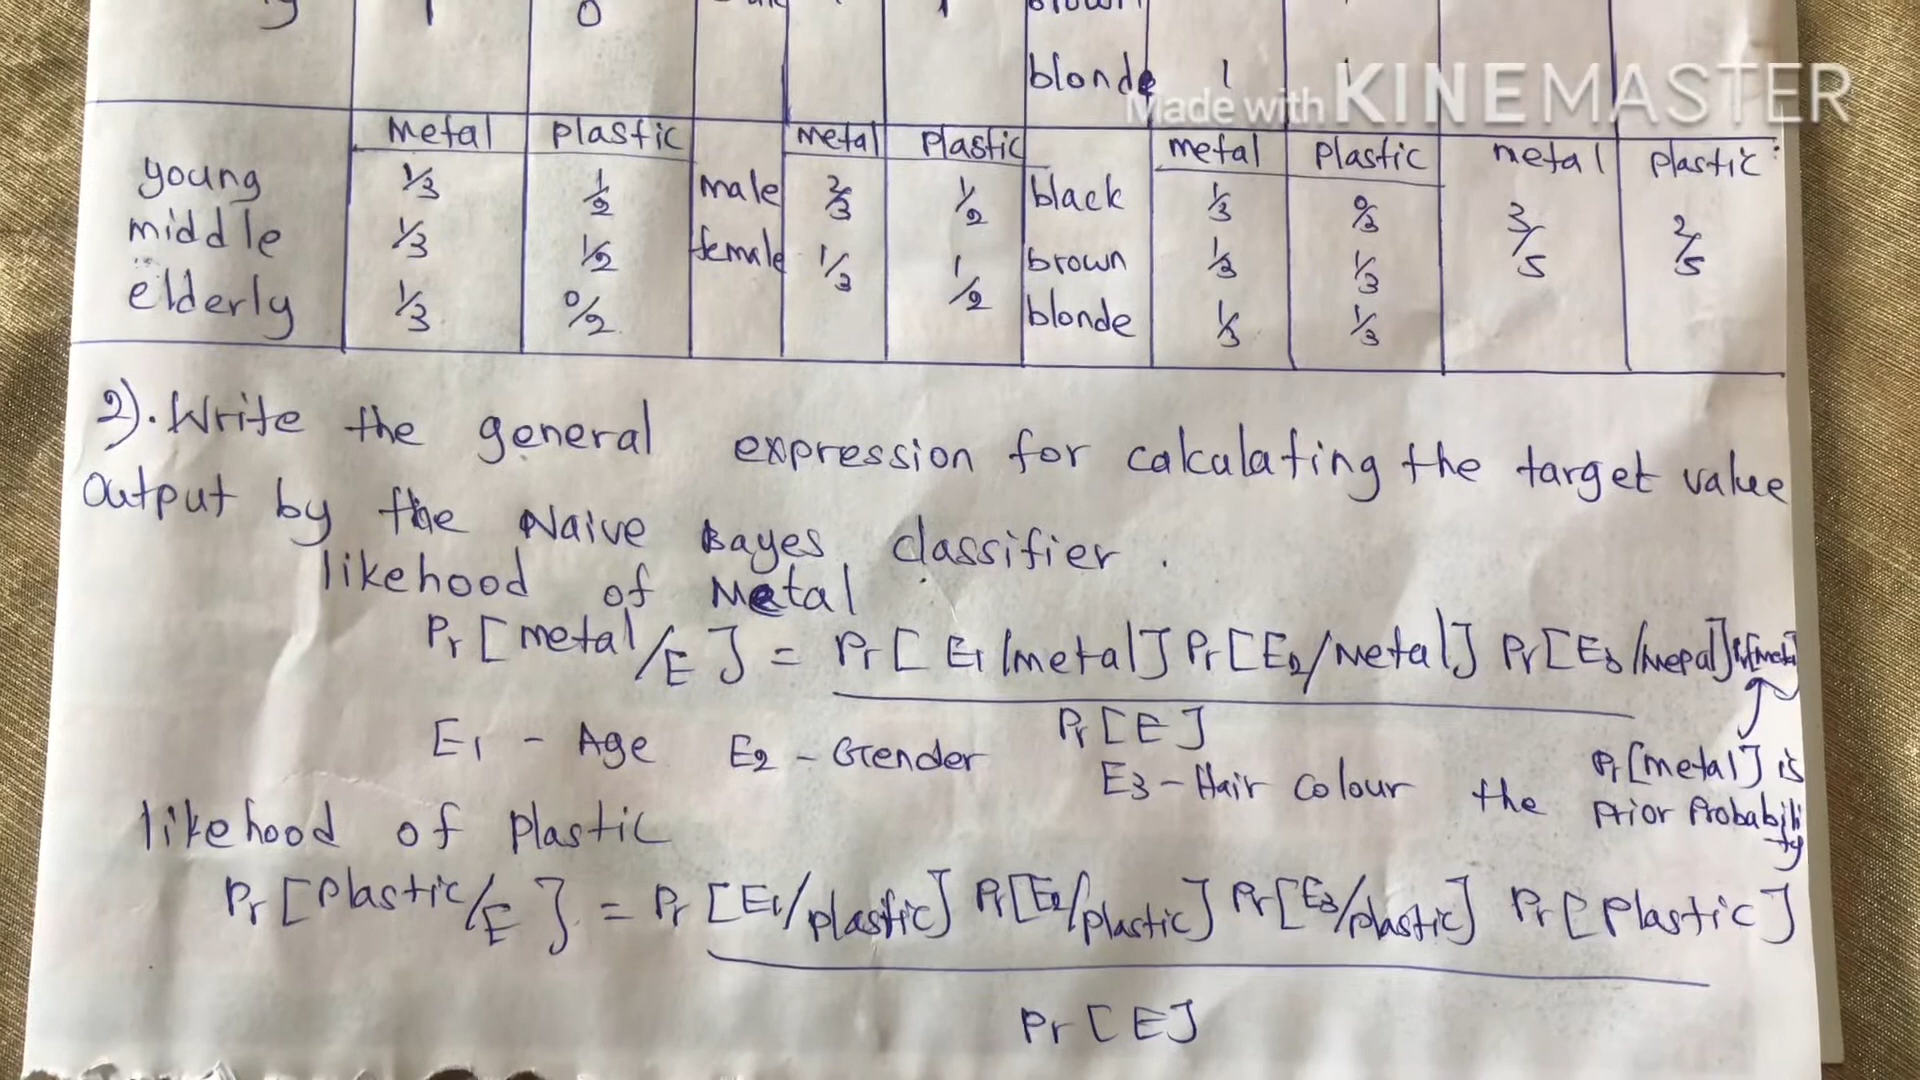 0
blonde 1
Made with KINEMASTER
metal plastic metal plastic metal plastic metal plastic
young 1/3 1/2 male 2/3 1/2 black 1/3 0/3 3/5 2/5
middle 1/3 1/2 female 1/3 1/2 brown 1/3 1/3
elderly 1/3 0/2 blonde 1/3 1/3
2). Write the general expression for calculating the target value
output by the Naive Bayes classifier.
likehood of Metal
Pr [metal/E] = Pr [E1/metal] Pr [E2/Metal] Pr [E3/mepal]
Pr [E]
E1 - Age E2 - Gender E3 - Hair colour the Pr [metal] is
Prior Probability
likehood of plastic
Pr [Plastic/E] = Pr [E1/plastic] Pr [E2/plastic] Pr [E3/plastic] Pr [Plastic]
Pr [E]